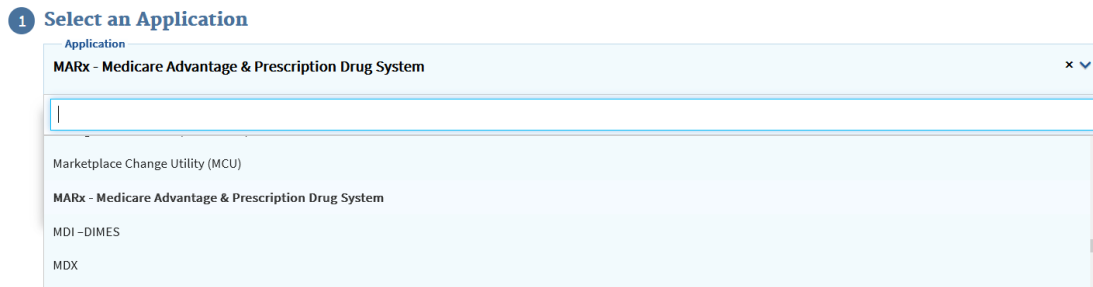 1 Select an Application
Application
MARx - Medicare Advantage & Prescription Drug System
×
Marketplace Change Utility (MCU)
MARx - Medicare Advantage & Prescription Drug System
MDI –DIMES
MDX